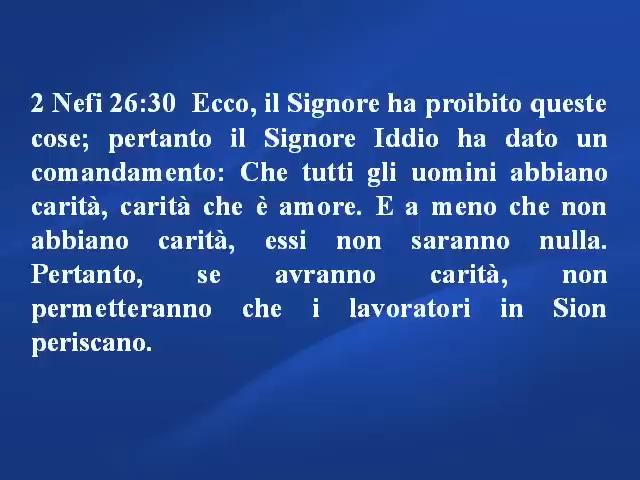 2 Nefi 26:30  Ecco, il Signore ha proibito queste
cose; pertanto il Signore Iddio ha dato un
comandamento: Che tutti gli uomini abbiano
carità, carità che è amore. E a meno che non
abbiano carità, essi non saranno nulla.
Pertanto, se avranno carità, non
permetteranno che i lavoratori in Sion
periscano.